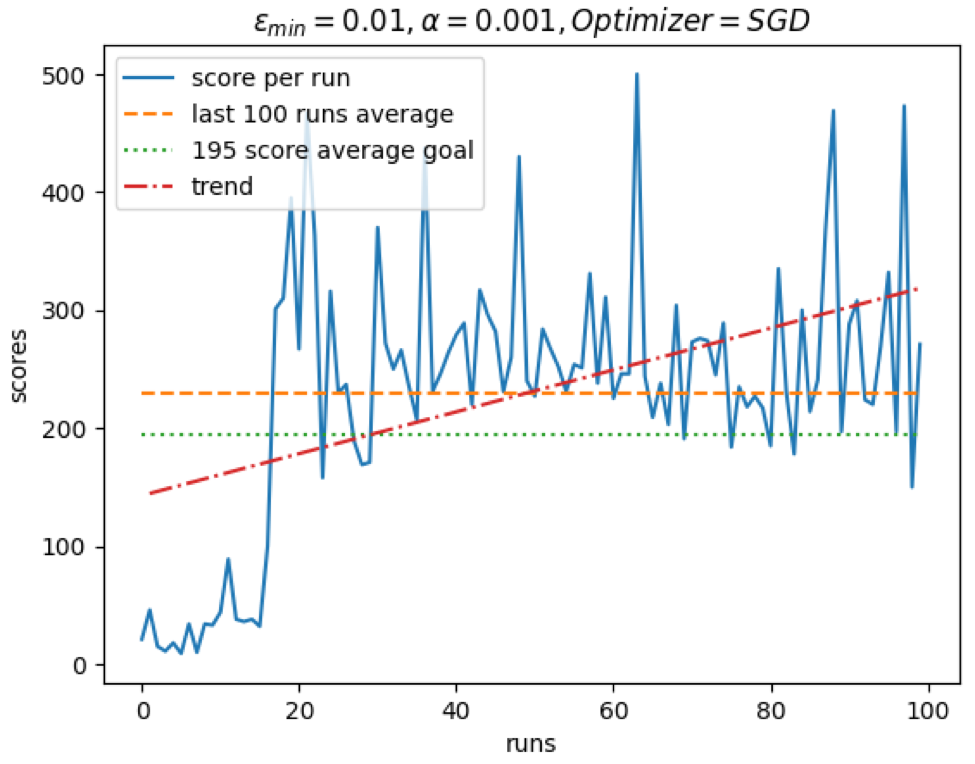 ε_min = 0.01, α = 0.001, Optimizer = SGD
500
400
300
200
100
0
scores
score per run
last 100 runs average
195 score average goal
trend
0 20 40 60 80 100
runs